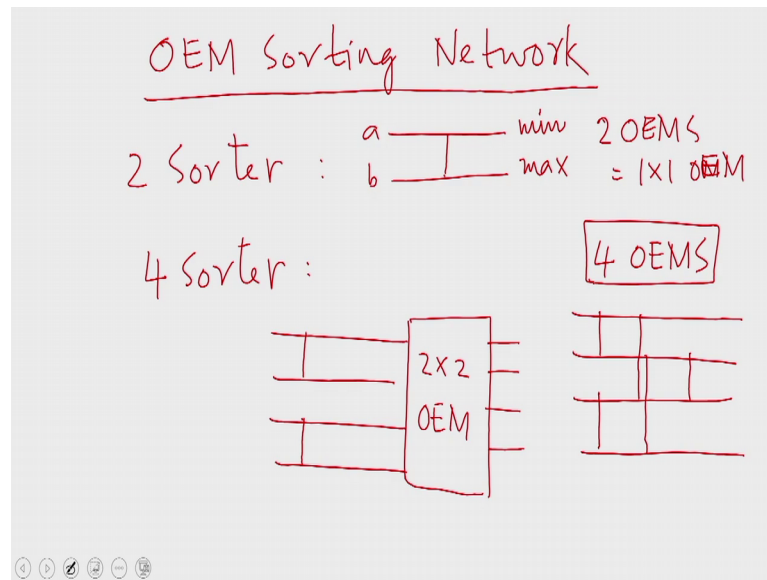 OEM Sorting Network
2 Sorter : a min 2 OEMS
b max = 1x1 OEM
4 Sorter :
4 OEMS
2x2
OEM